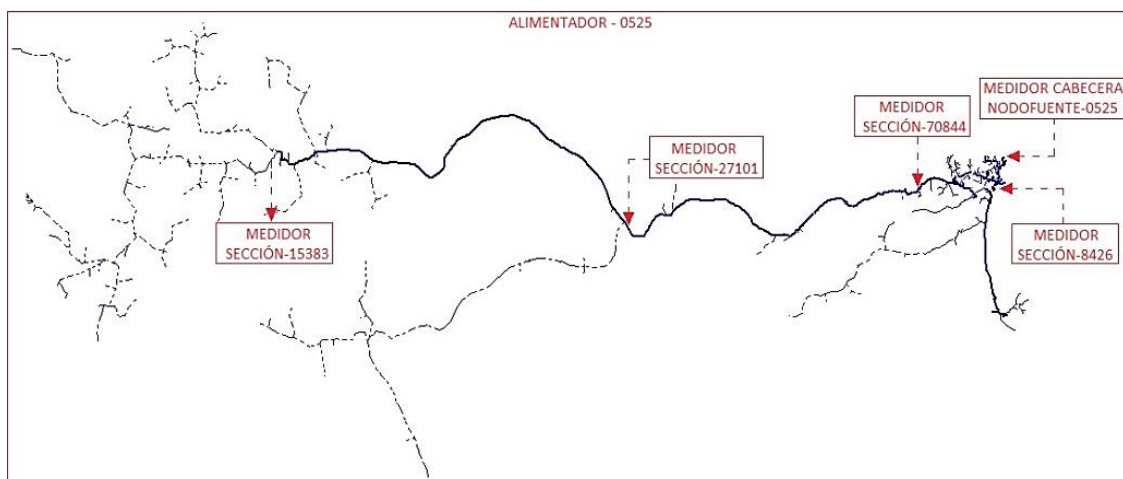 ALIMENTADOR - 0525
MEDIDOR CABECERA
NODOFUENTE-0525
MEDIDOR
SECCIÓN-70844
MEDIDOR
SECCIÓN-27101
MEDIDOR
SECCIÓN-15383
MEDIDOR
SECCIÓN-8426